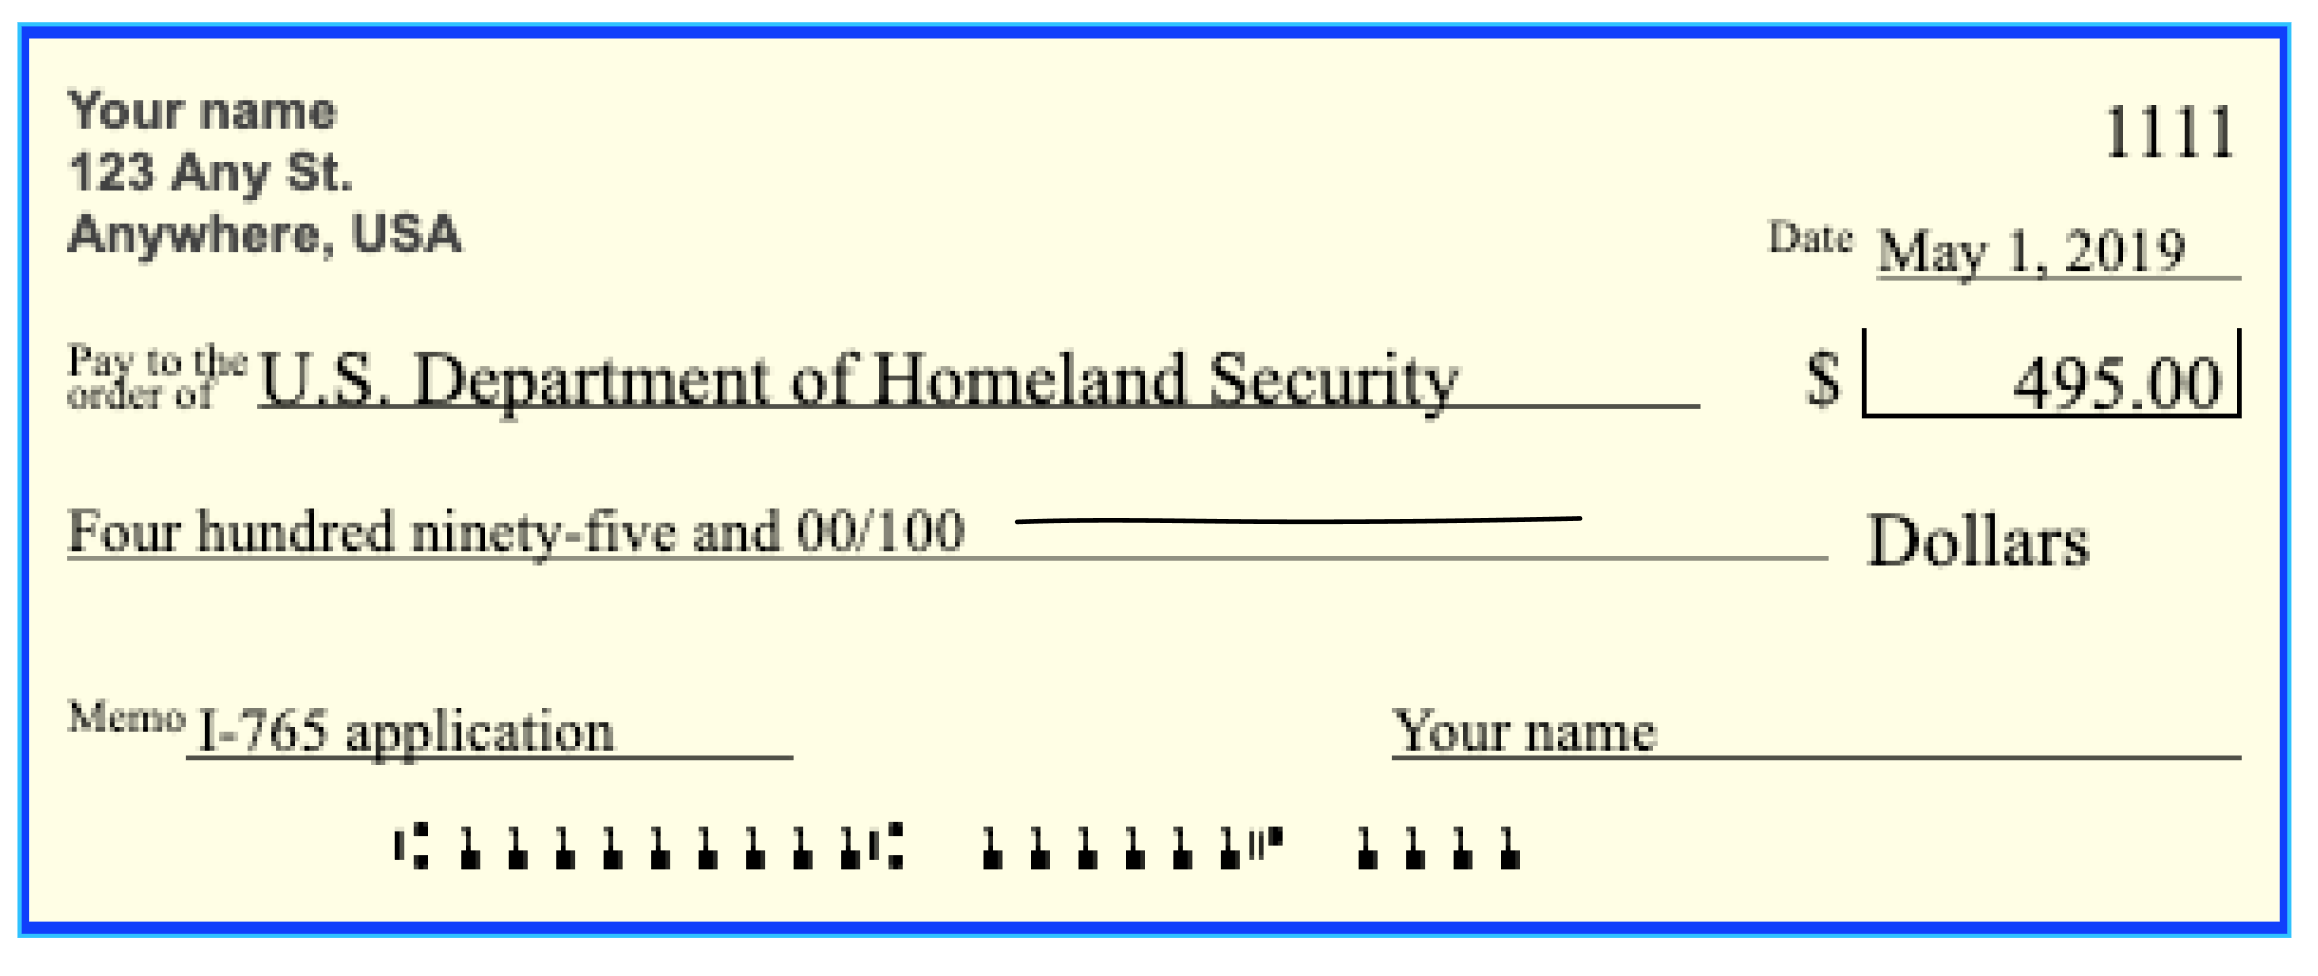 Your name
123 Any St.
Anywhere, USA
1111
Date May 1, 2019
Pay to the
order of U.S. Department of Homeland Security $ 495.00
Four hundred ninety-five and 00/100 Dollars
Memo I-765 application Your name
⑆111111111⑆ 111111⑈ 1111